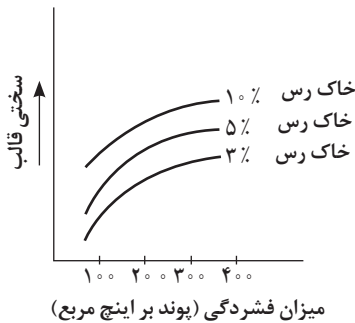 سختی قالب
۱۰٪ خاک رس
۵٪ خاک رس
۳٪ خاک رس
۱۰۰ ۲۰۰ ۳۰۰ ۴۰۰
میزان فشردگی (پوند بر اینچ مربع)